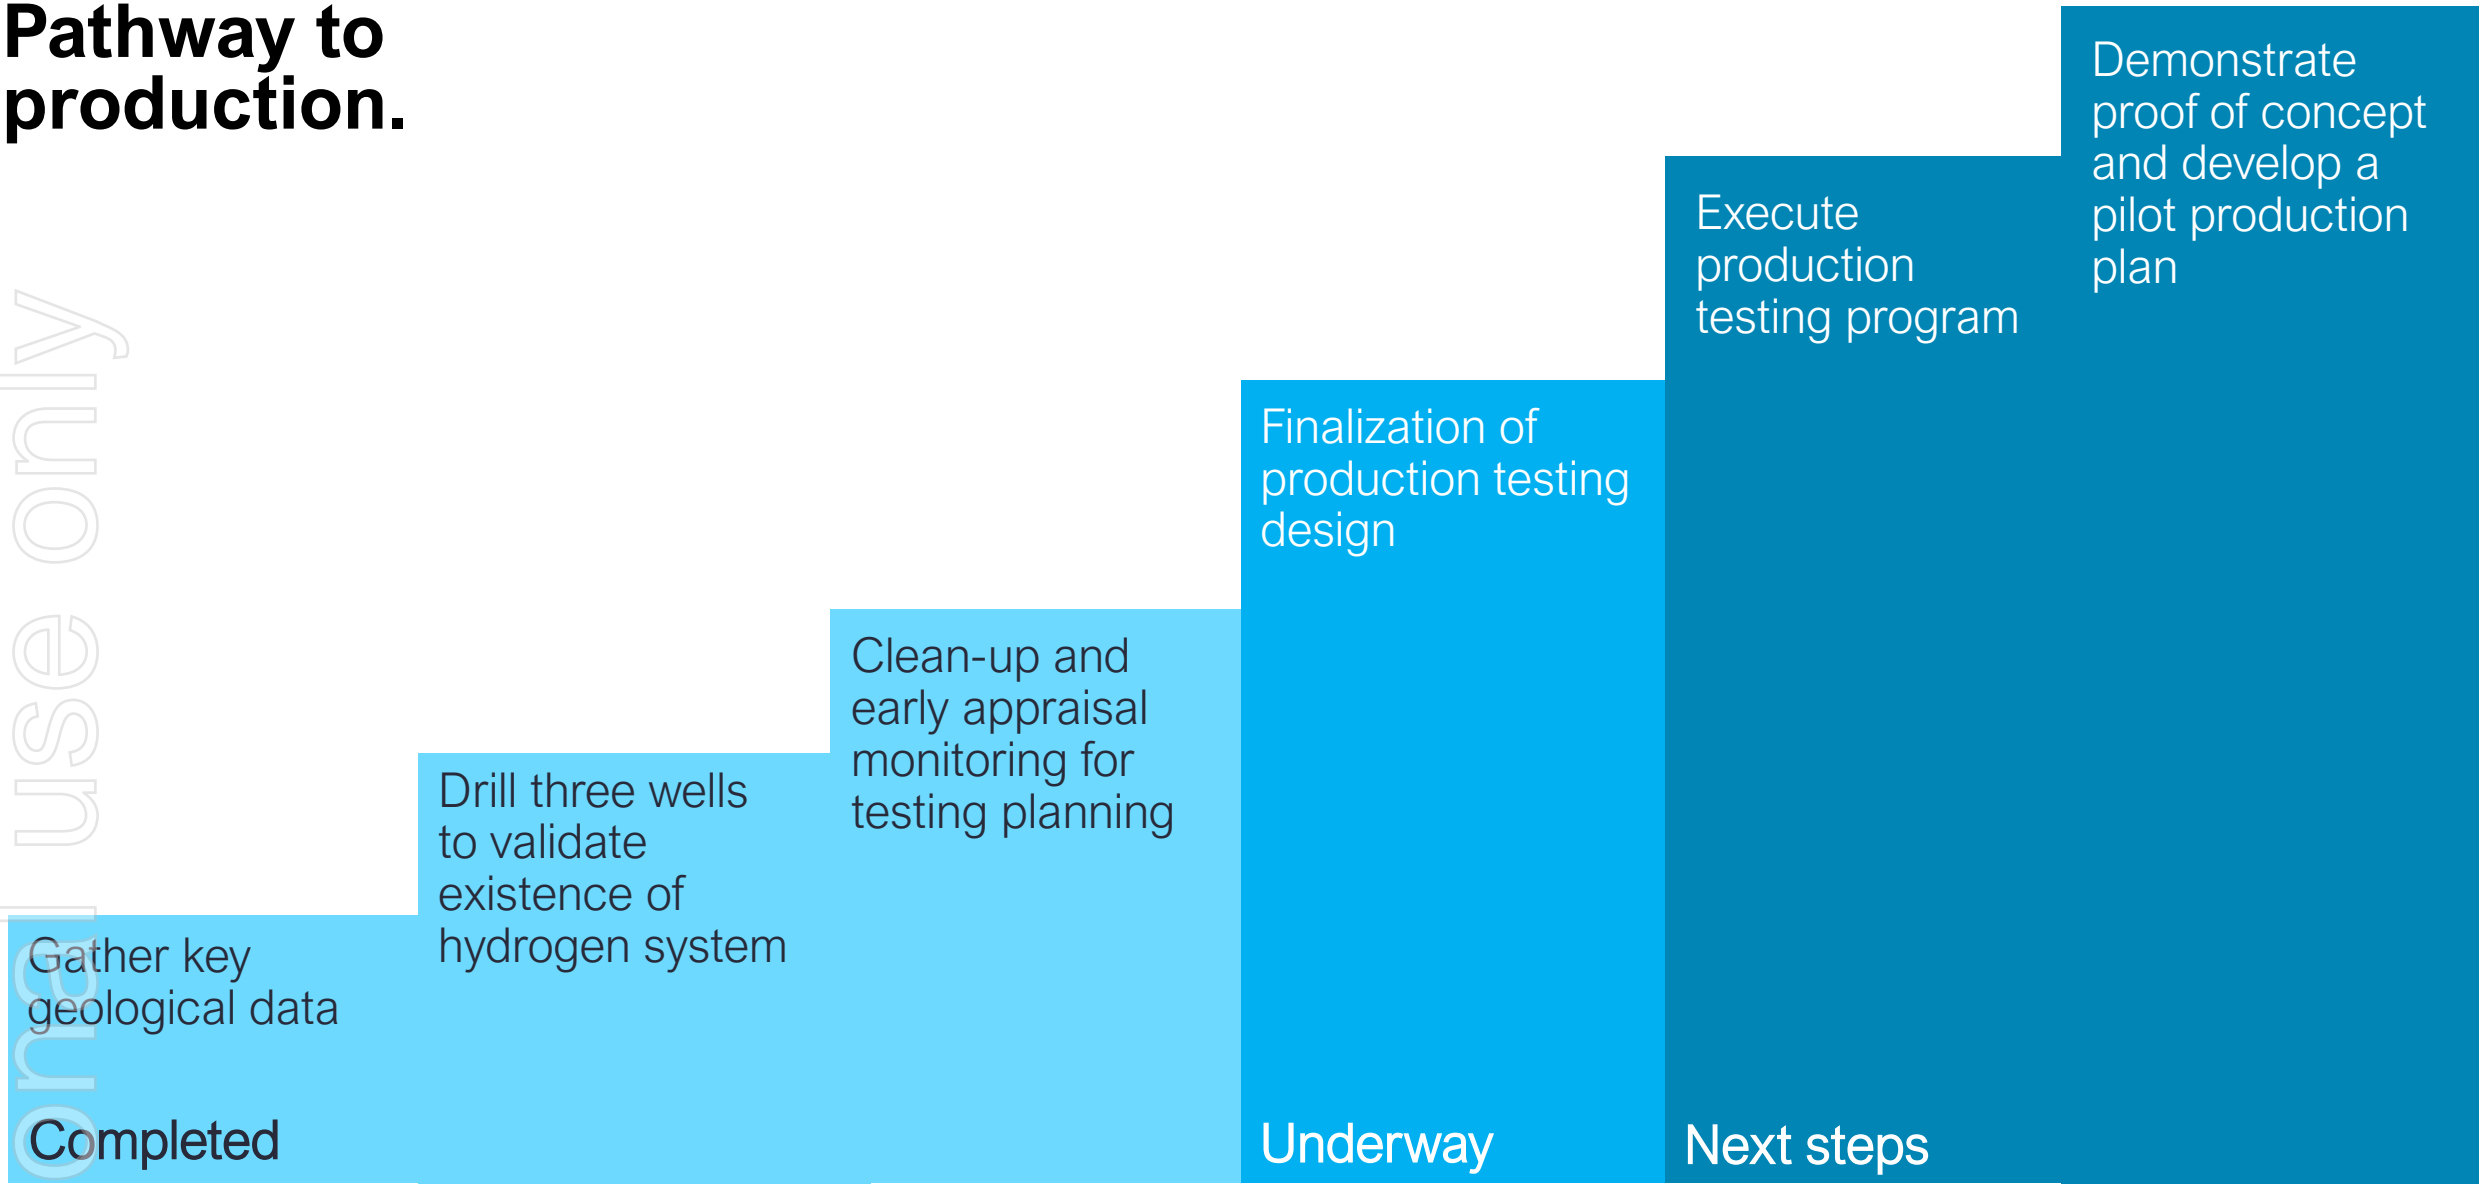 Pathway to
production.
Gather key
geological data
Completed
Drill three wells
to validate
existence of
hydrogen system
Clean-up and
early appraisal
monitoring for
testing planning
Finalization of
production testing
design
Underway
Execute
production
testing program
Next steps
Demonstrate
proof of concept
and develop a
pilot production
plan
onal use only